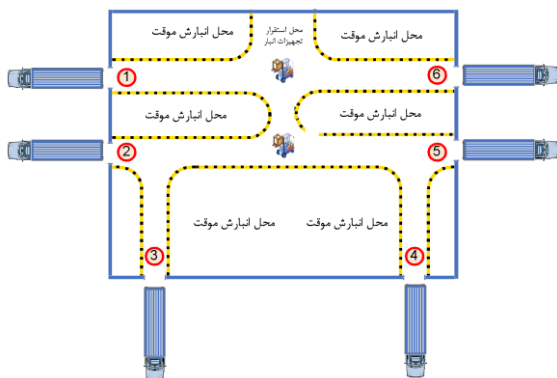 محل انبارش موقت
محل استقرار
تجهیزات انبار
محل انبارش موقت
1
6
محل انبارش موقت
محل انبارش موقت
2
5
محل انبارش موقت
محل انبارش موقت
3
4